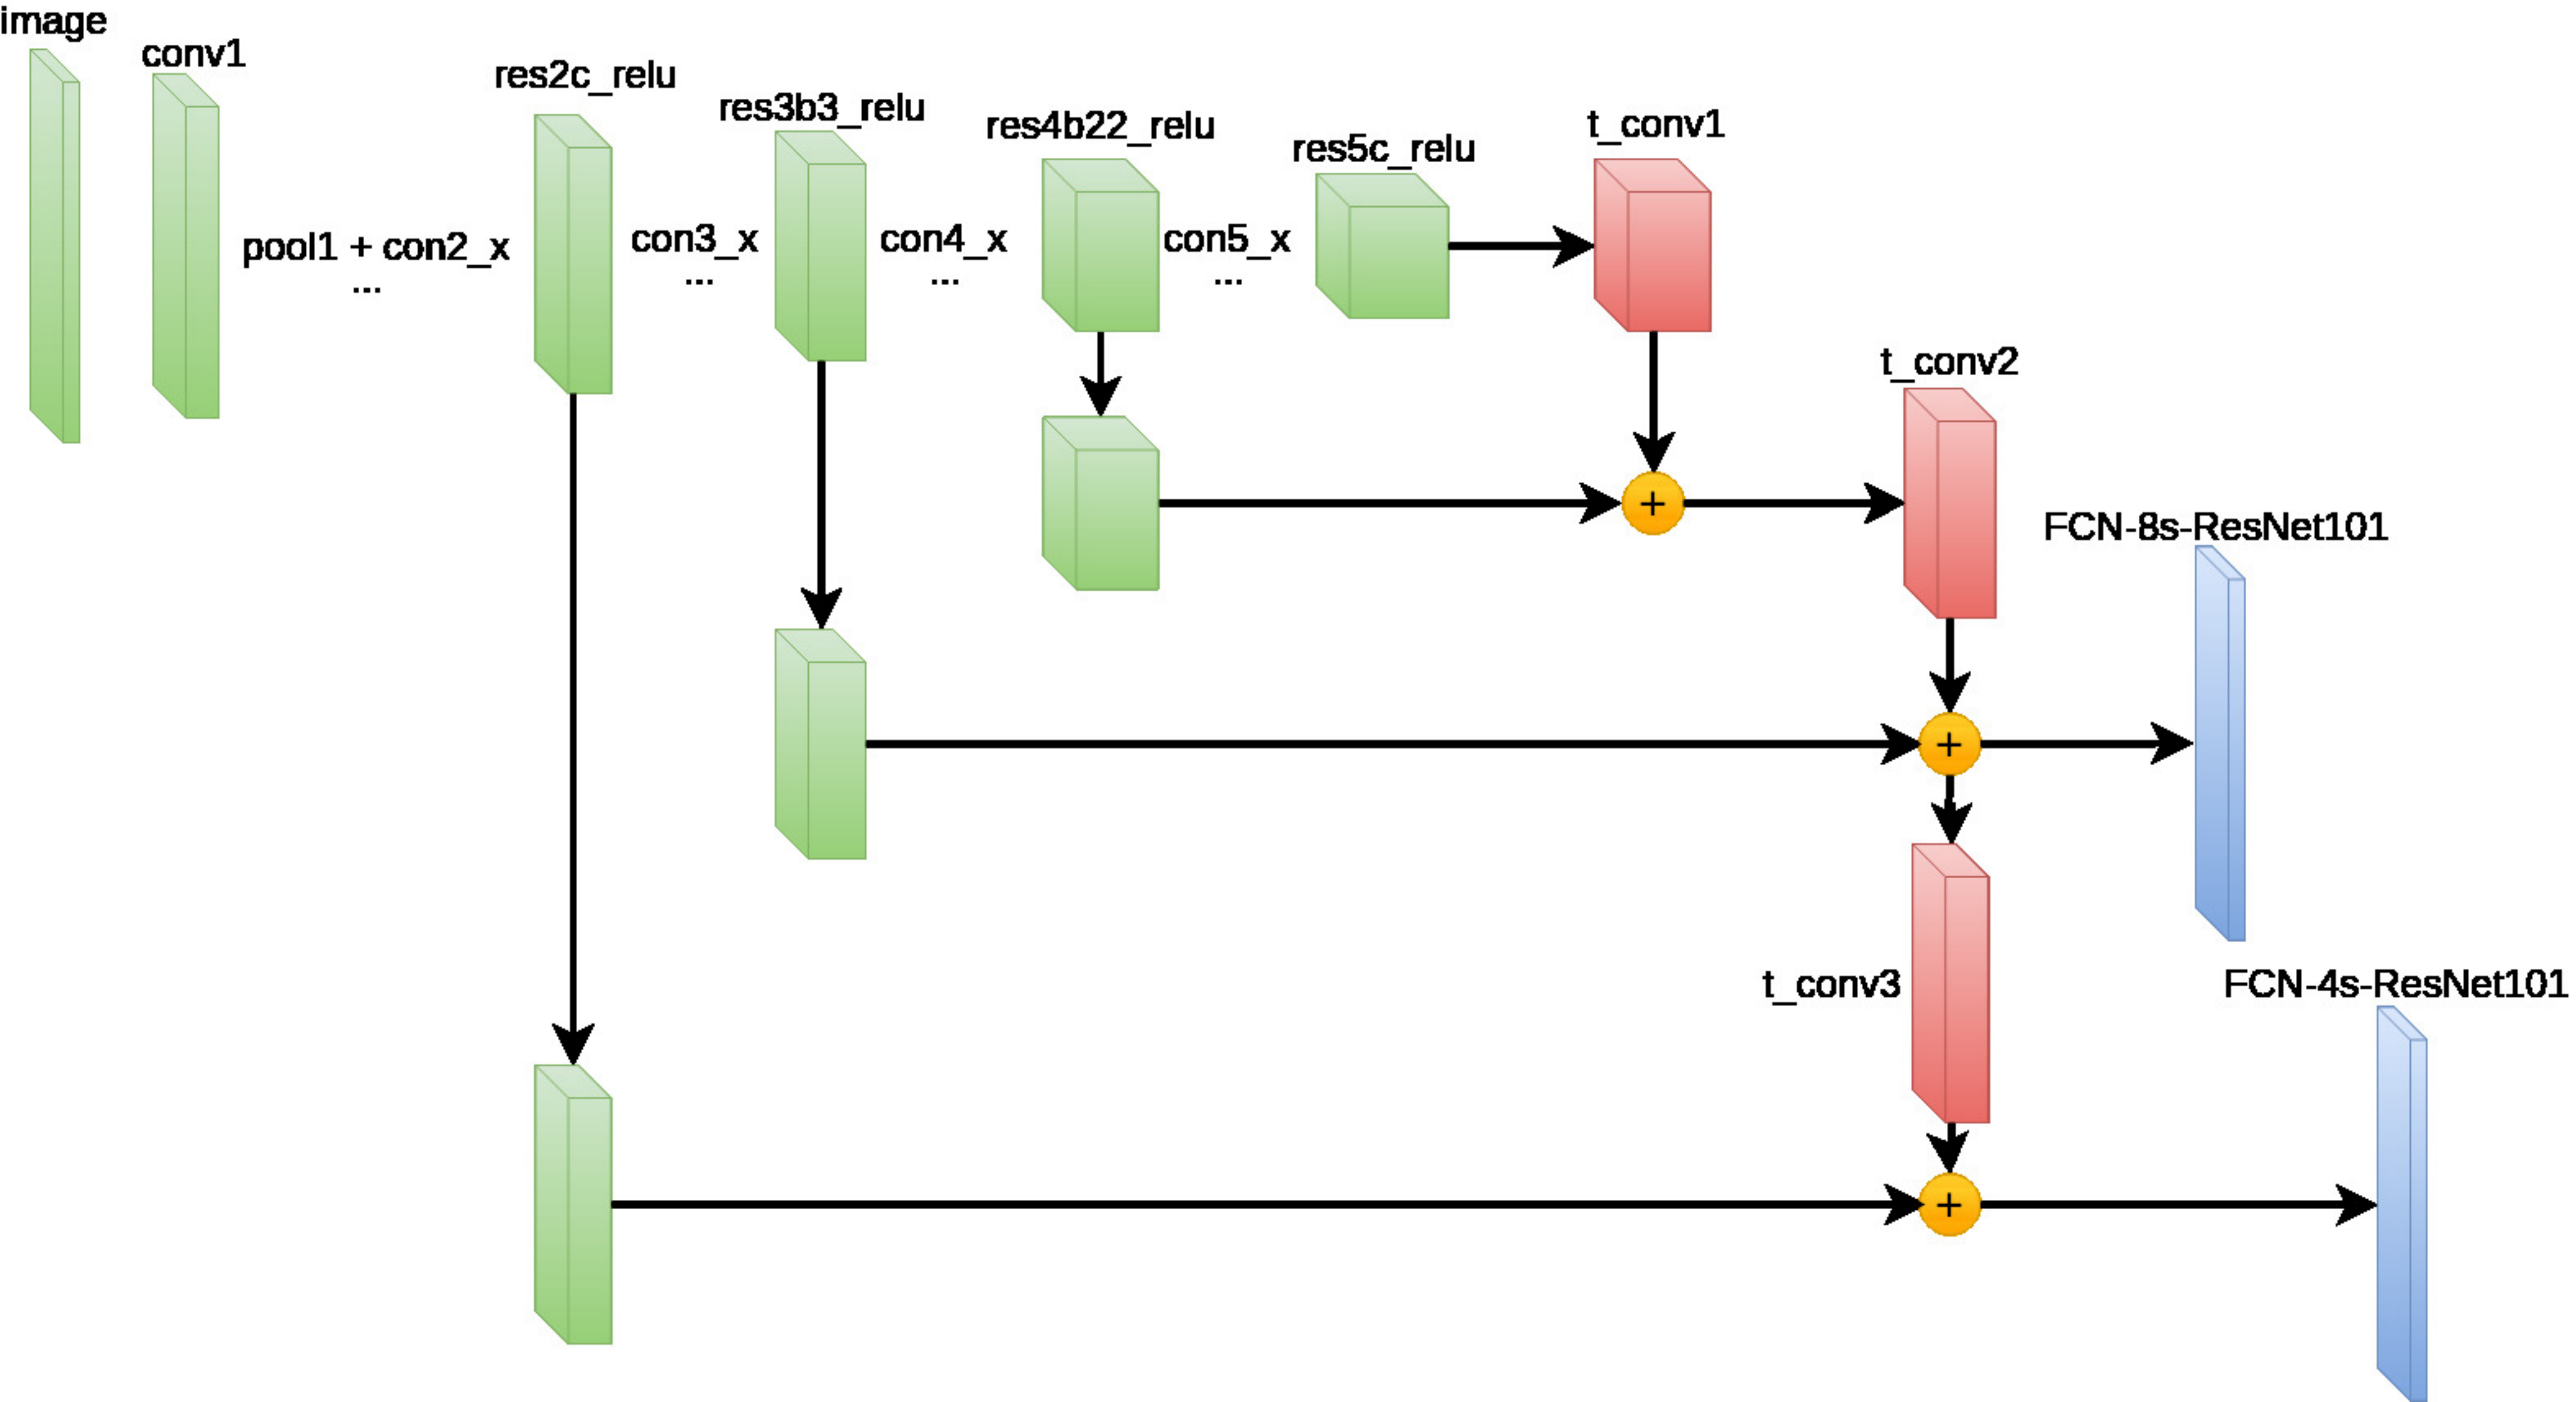 image
conv1
res2c_relu
res3b3_relu
res4b22_relu
res5c_relu
t_conv1
pool1 + con2_x
...
con3_x
...
con4_x
...
con5_x
...
t_conv2
+
FCN-8s-ResNet101
+
t_conv3
FCN-4s-ResNet101
+